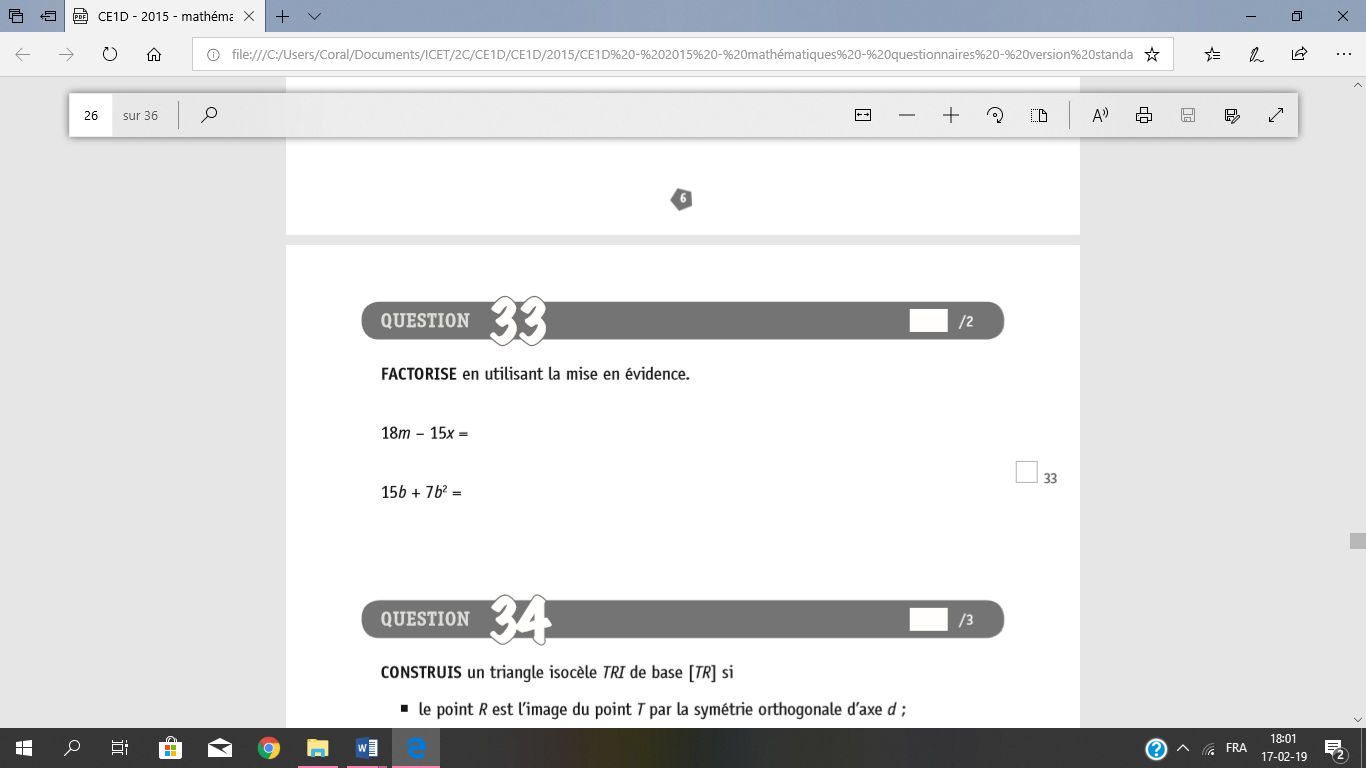 CE1D - 2015 - mathéma
file:///C:/Users/Coral/Documents/ICET/2C/CE1D/CE1D/2015/CE1D%20-%202015%20-%20mathématiques%20-%20questionnaires%20-%20version%20standa
26 sur 36
6
QUESTION 33 /2
FACTORISE en utilisant la mise en évidence.
18m – 15x =
33
15b + 7b² =
QUESTION 34 /3
CONSTRUIS un triangle isocèle TRI de base [TR] si
■ le point R est l'image du point T par la symétrie orthogonale d'axe d ;
FRA
18:01
17-02-19
2